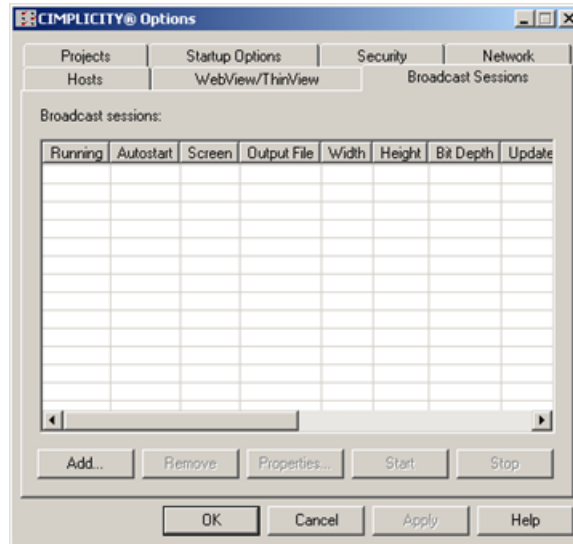 CIMPLICITY® Options
Projects Startup Options Security Network
Hosts WebView/ThinView Broadcast Sessions
Broadcast sessions:
Running Autostart Screen Output File Width Height Bit Depth Update
Add... Remove Properties... Start Stop
OK Cancel Apply Help